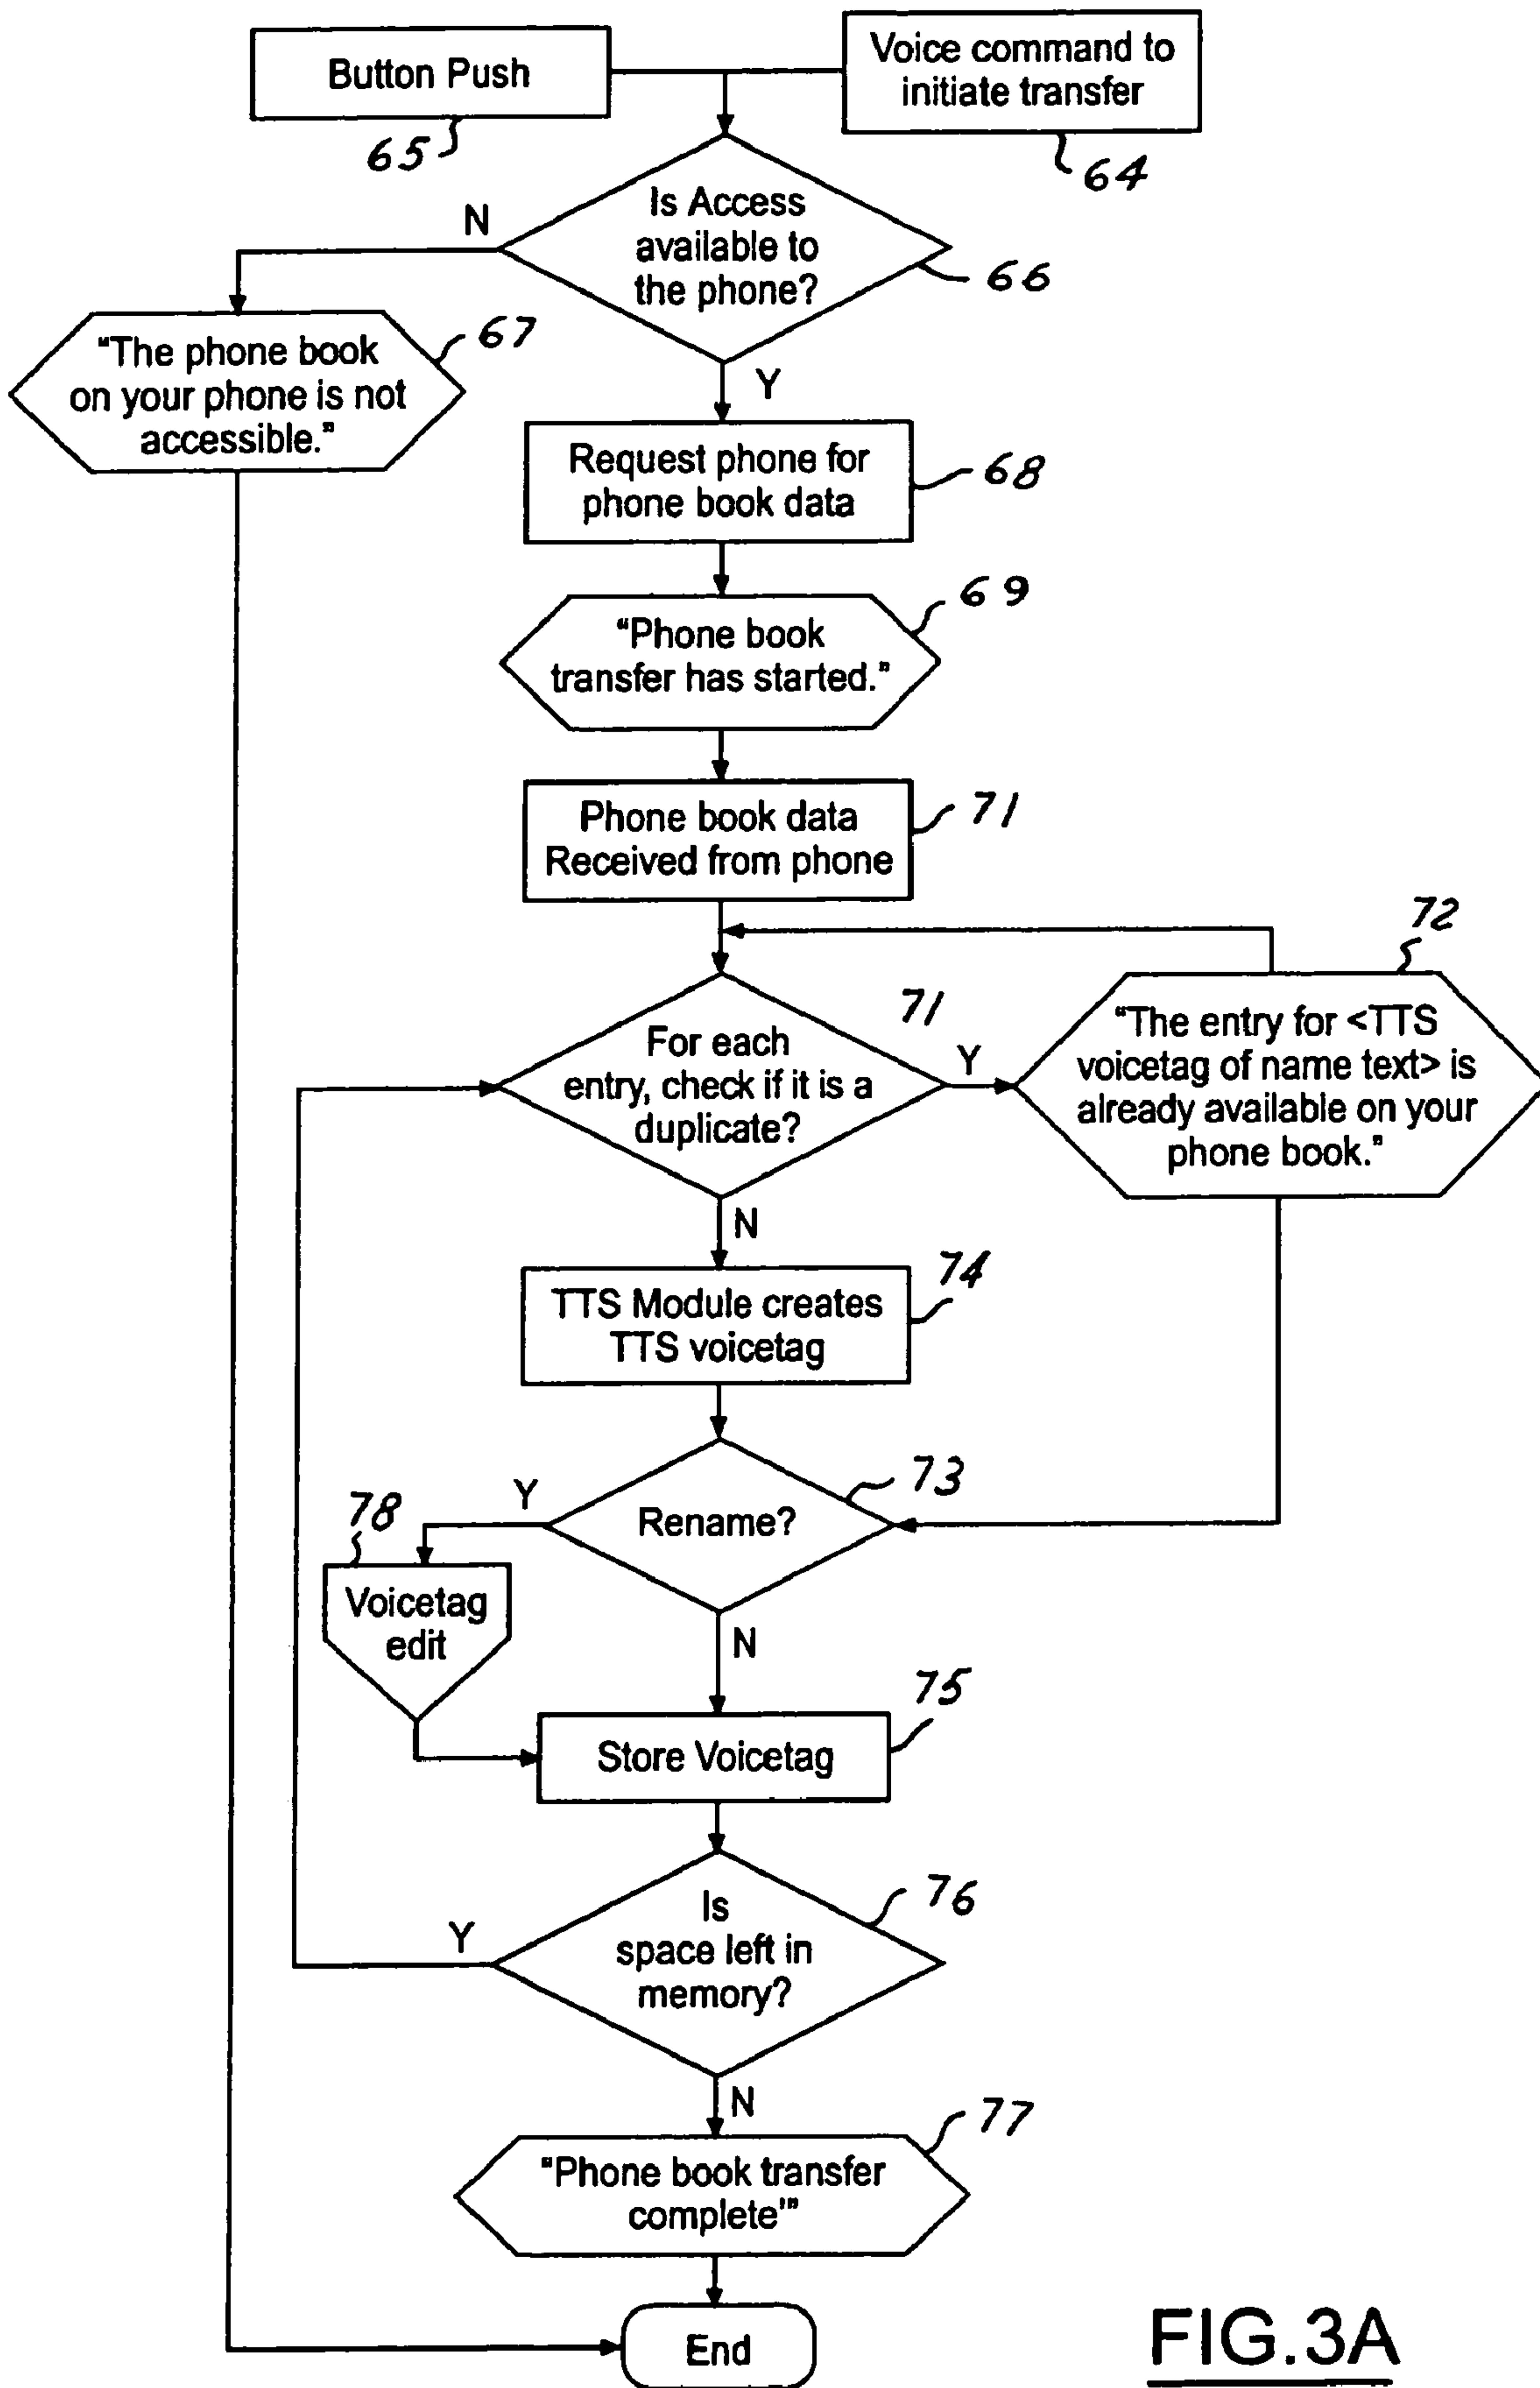 Button Push
65
Voice command to
initiate transfer
64
Is Access
available to
the phone?
66
N
Y
"The phone book
on your phone is not
accessible."
67
Request phone for
phone book data
68
"Phone book
transfer has started."
69
Phone book data
Received from phone
71
For each
entry, check if it is a
duplicate?
71
Y
N
"The entry for <TTS
voicetag of name text> is
already available on your
phone book."
72
TTS Module creates
TTS voicetag
74
Rename?
73
Y
N
78
Voicetag
edit
Store Voicetag
75
Is
space left in
memory?
76
Y
N
"Phone book transfer
complete'"
77
End
FIG.3A